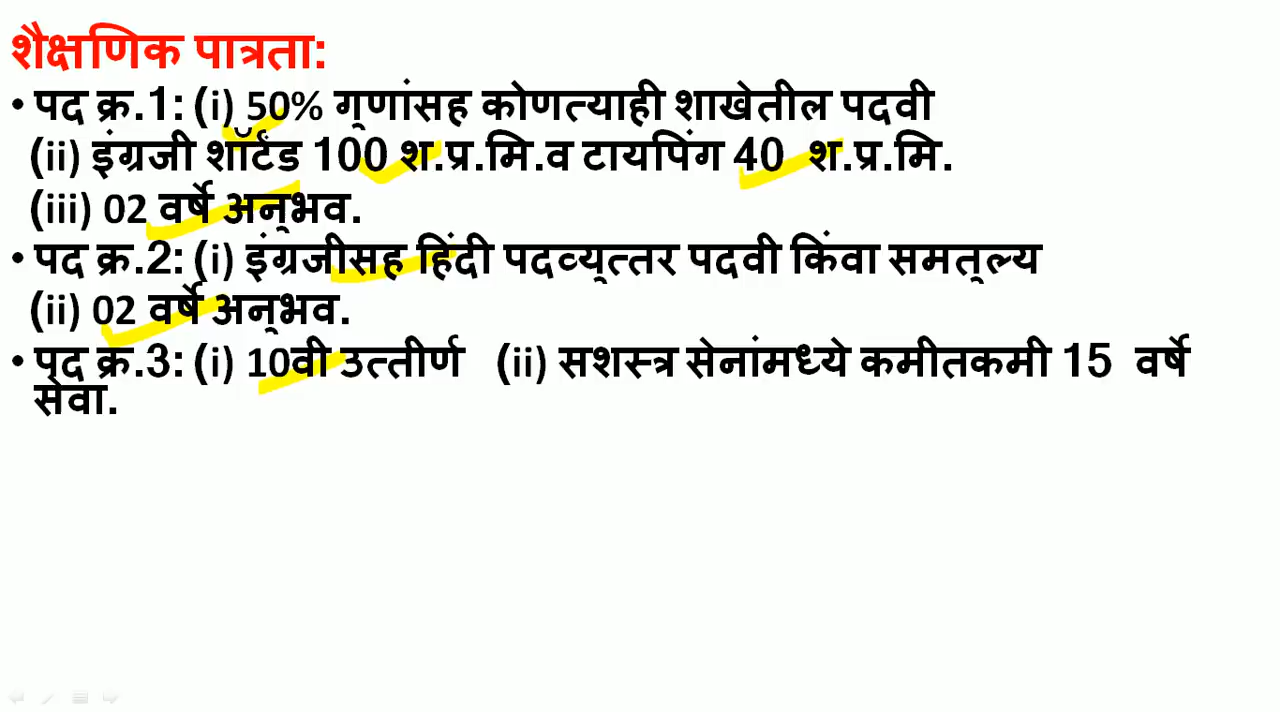 शैक्षणिक पात्रता:
• पद क्र.1: (i) 50% गुणांसह कोणत्याही शाखेतील पदवी
(ii) इंग्रजी शॉर्टंड 100 श.प्र.मि.व टायपिंग 40 श.प्र.मि.
(iii) 02 वर्षे अनुभव.
• पद क्र.2: (i) इंग्रजीसह हिंदी पदव्युत्तर पदवी किंवा समतुल्य
(ii) 02 वर्षे अनुभव.
• पद क्र.3: (i) 10वी उत्तीर्ण (ii) सशस्त्र सेनांमध्ये कमीतकमी 15 वर्षे
सेवा.